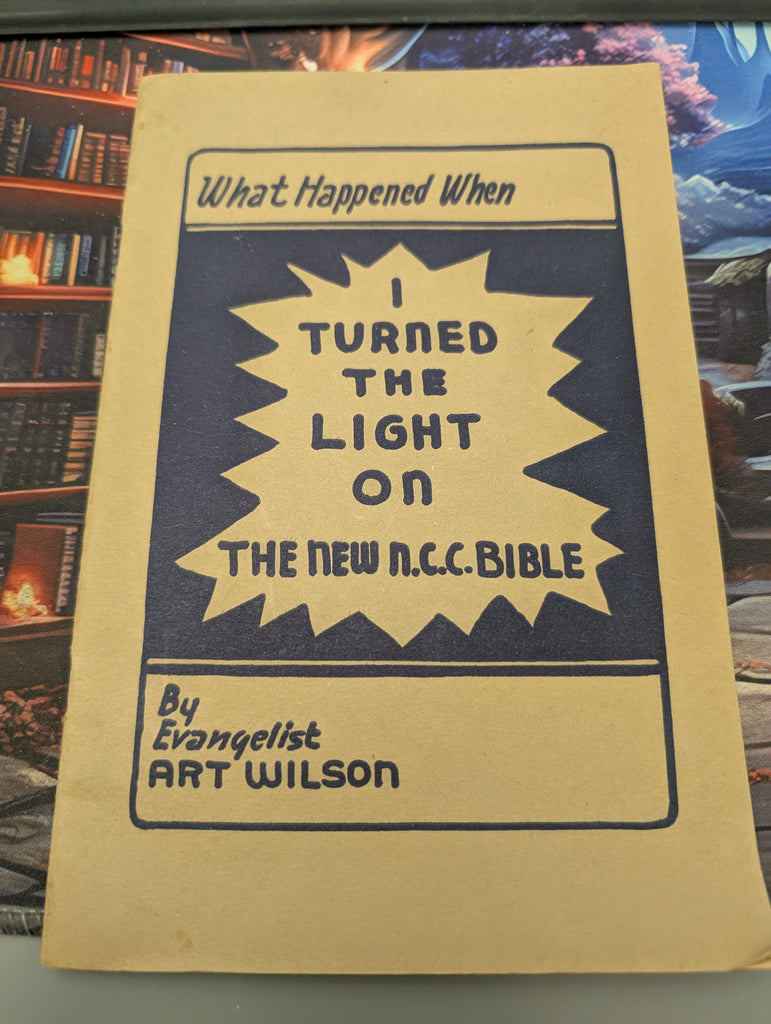 What Happened When
I
TURNED
THE
LIGHT
ON
THE NEW N.C.C. BIBLE
By
Evangelist
ART WILSON